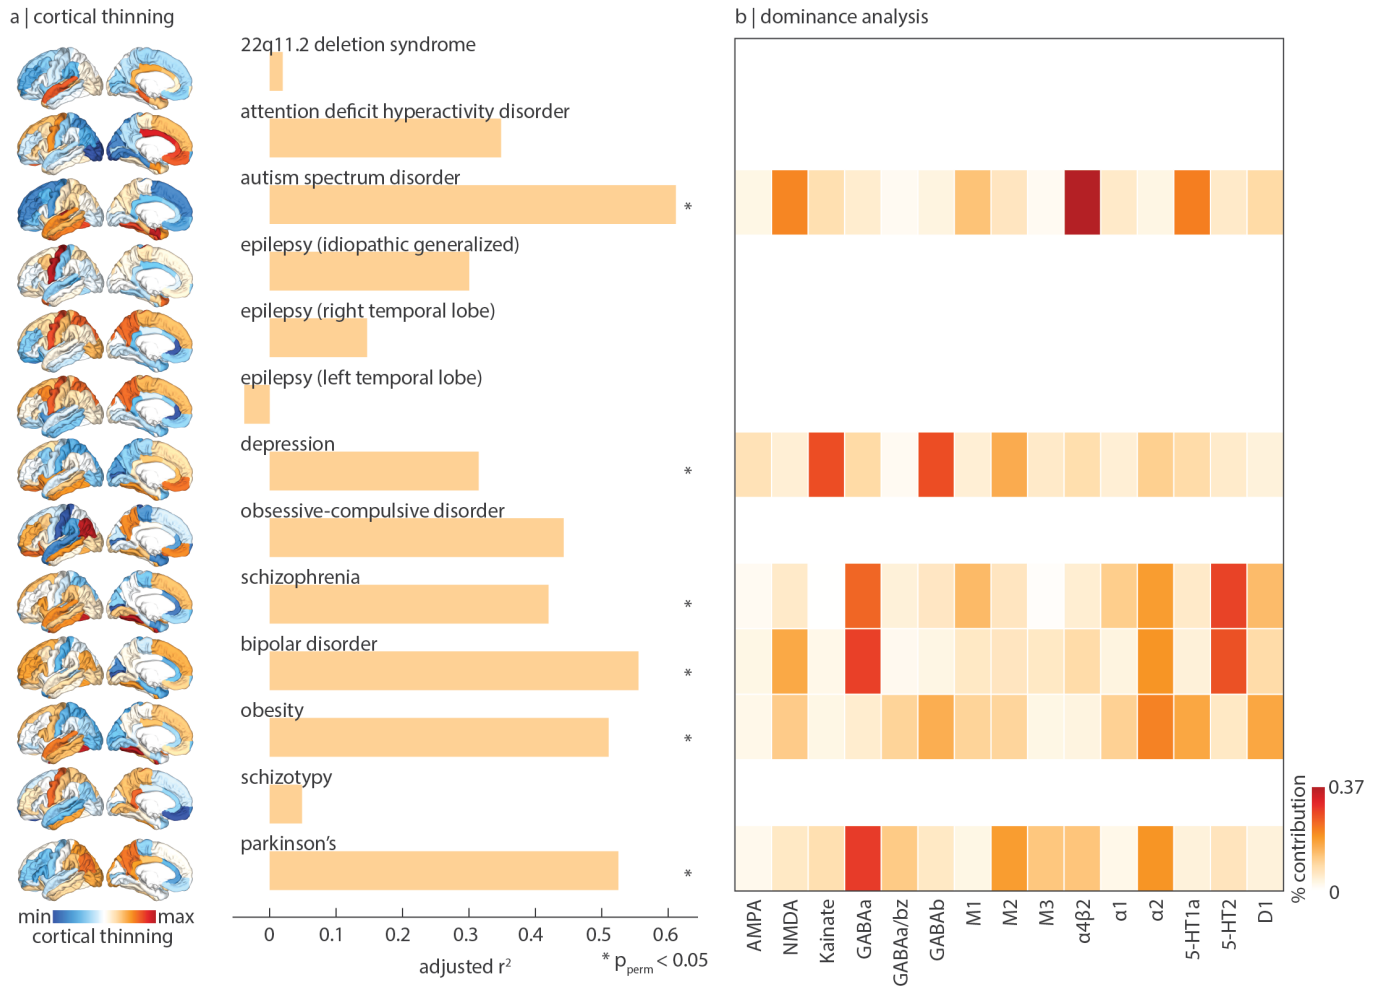 a | cortical thinning
b | dominance analysis
22q11.2 deletion syndrome
attention deficit hyperactivity disorder
autism spectrum disorder
*
epilepsy (idiopathic generalized)
epilepsy (right temporal lobe)
epilepsy (left temporal lobe)
depression
*
obsessive-compulsive disorder
schizophrenia
*
bipolar disorder
*
obesity
*
schizotypy
parkinson's
*
min max
cortical thinning
0 0.1 0.2 0.3 0.4 0.5 0.6
adjusted r²
* pperm < 0.05
AMPA
NMDA
Kainate
GABAa
GABAa/bz
GABAb
M1
M2
M3
α4β2
α1
α2
5-HT1a
5-HT2
D1
% contribution
0.37
0